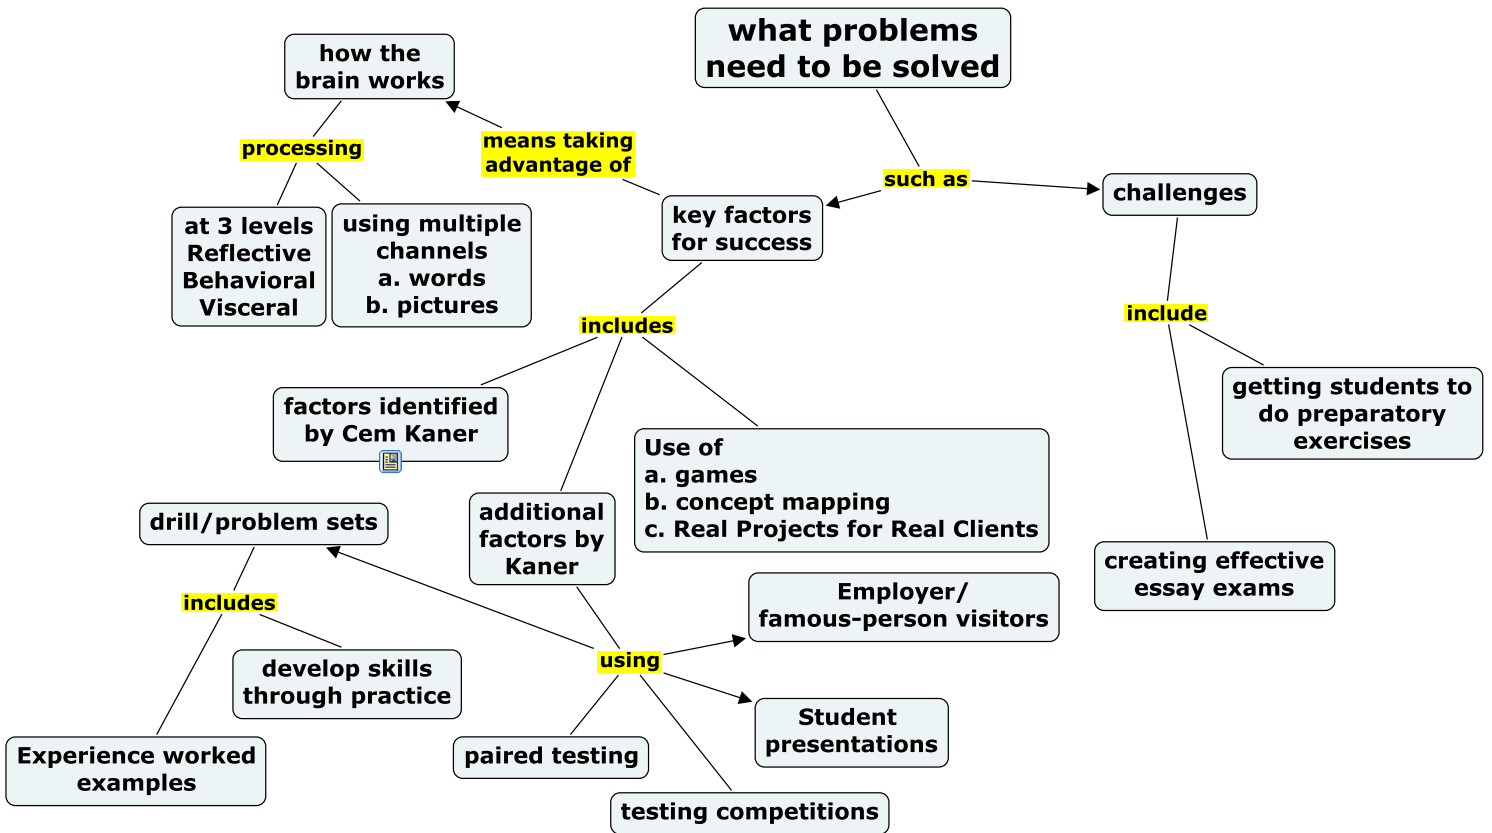 what problems
need to be solved
how the
brain works
means taking
advantage of
processing
such as
challenges
key factors
for success
at 3 levels
Reflective
Behavioral
Visceral
using multiple
channels
a. words
b. pictures
includes
include
getting students to
do preparatory
exercises
factors identified
by Cem Kaner
Use of
a. games
b. concept mapping
c. Real Projects for Real Clients
additional
factors by
Kaner
drill/problem sets
creating effective
essay exams
Employer/
famous-person visitors
includes
using
develop skills
through practice
Student
presentations
Experience worked
examples
paired testing
testing competitions